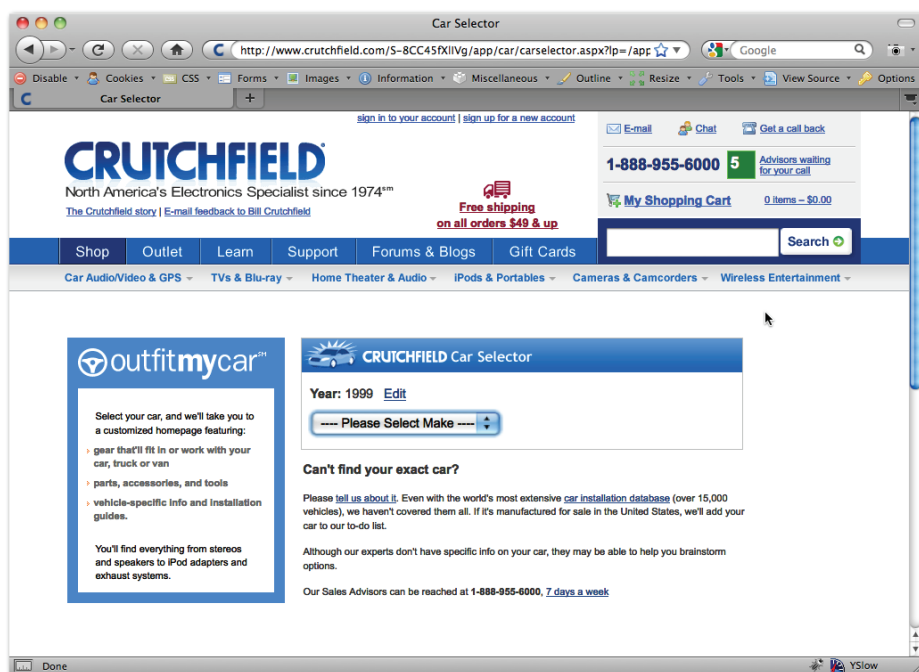 Car Selector
http://www.crutchfield.com/S-8CC45fXlIVg/app/car/carselector.aspx?lp=/app
Google
Disable Cookies CSS Forms Images Information Miscellaneous Outline Resize Tools View Source Options
Car Selector
sign in to your account | sign up for a new account
E-mail Chat Get a call back
CRUTCHFIELD
North America's Electronics Specialist since 1974℠
The Crutchfield story | E-mail feedback to Bill Crutchfield
Free shipping
on all orders $49 & up
1-888-955-6000 5 Advisors waiting
for your call
My Shopping Cart 0 items – $0.00
Search
Shop Outlet Learn Support Forums & Blogs Gift Cards
Car Audio/Video & GPS TVs & Blu-ray Home Theater & Audio iPods & Portables Cameras & Camcorders Wireless Entertainment
outfitmycar℠
Select your car, and we'll take you to
a customized homepage featuring:
› gear that'll fit in or work with your
car, truck or van
› parts, accessories, and tools
› vehicle-specific info and installation
guides.
You'll find everything from stereos
and speakers to iPod adapters and
exhaust systems.
CRUTCHFIELD Car Selector
Year: 1999 Edit
---- Please Select Make ----
Can't find your exact car?
Please tell us about it. Even with the world's most extensive car installation database (over 15,000
vehicles), we haven't covered them all. If it's manufactured for sale in the United States, we'll add your
car to our to-do list.
Although our experts don't have specific info on your car, they may be able to help you brainstorm
options.
Our Sales Advisors can be reached at 1-888-955-6000, 7 days a week
Done
YSlow